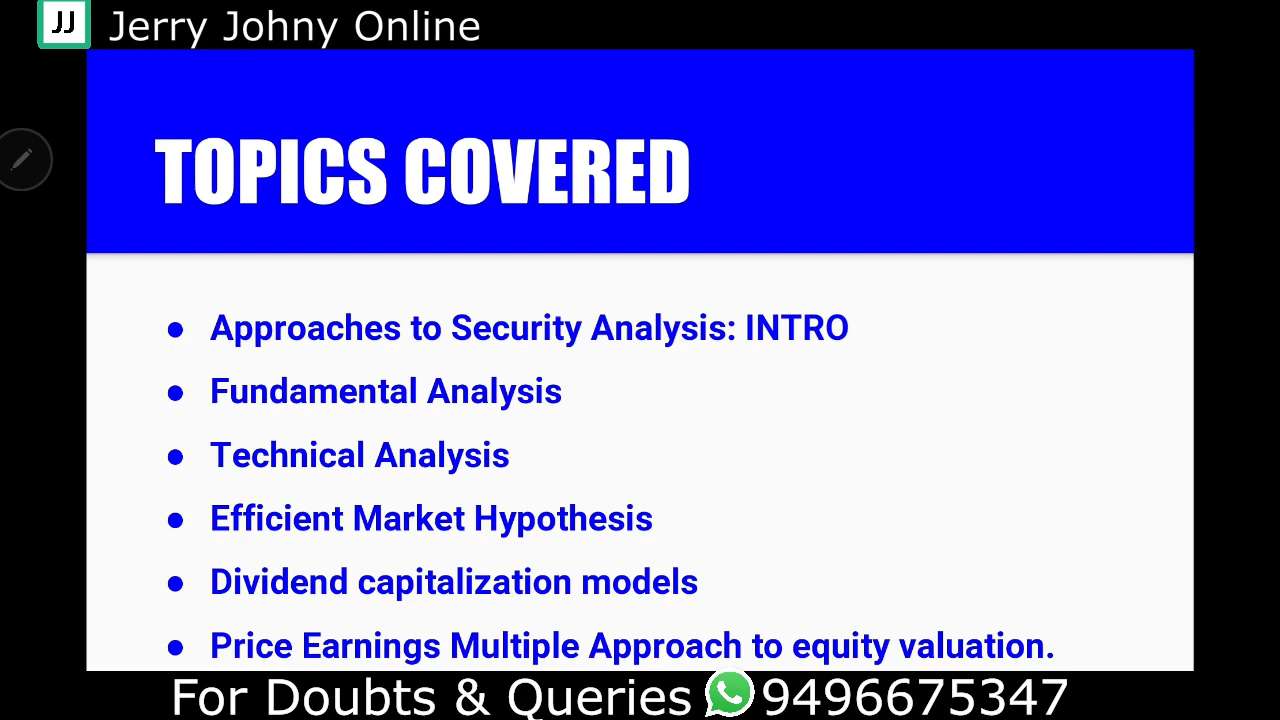 JJ Jerry Johny Online
TOPICS COVERED
● Approaches to Security Analysis: INTRO
● Fundamental Analysis
● Technical Analysis
● Efficient Market Hypothesis
● Dividend capitalization models
● Price Earnings Multiple Approach to equity valuation.
For Doubts & Queries 9496675347